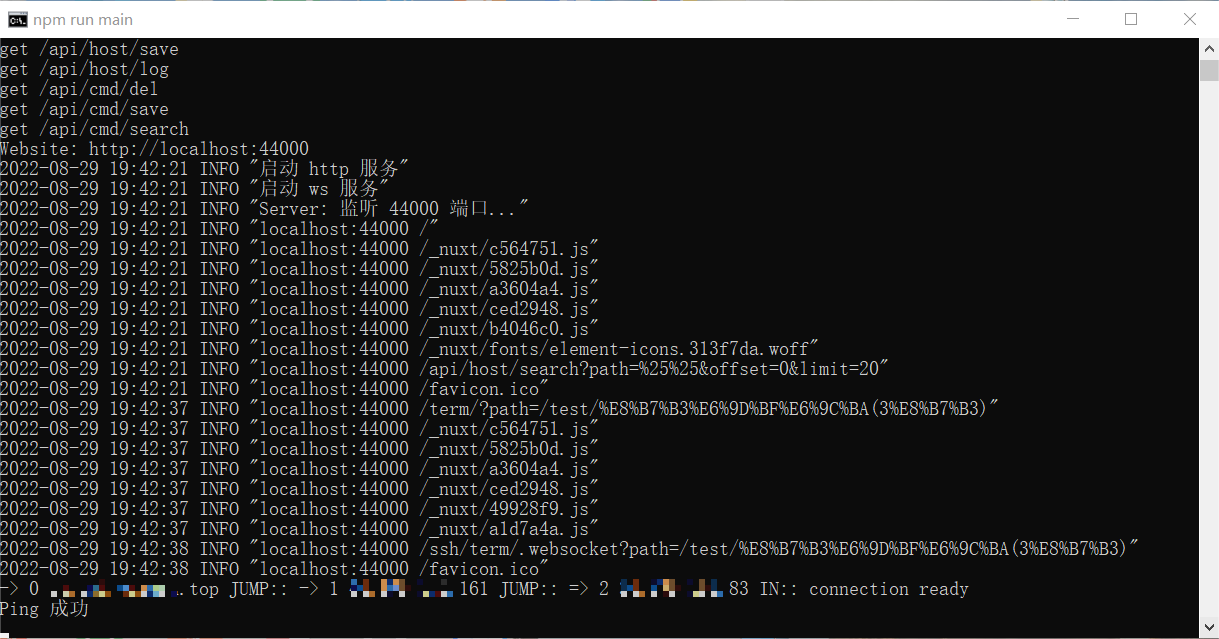 npm run main
get /api/host/save
get /api/host/log
get /api/cmd/del
get /api/cmd/save
get /api/cmd/search
Website: http://localhost:44000
2022-08-29 19:42:21 INFO "启动 http 服务"
2022-08-29 19:42:21 INFO "启动 ws 服务"
2022-08-29 19:42:21 INFO "Server: 监听 44000 端口..."
2022-08-29 19:42:21 INFO "localhost:44000 /"
2022-08-29 19:42:21 INFO "localhost:44000 /_nuxt/c564751.js"
2022-08-29 19:42:21 INFO "localhost:44000 /_nuxt/5825b0d.js"
2022-08-29 19:42:21 INFO "localhost:44000 /_nuxt/a3604a4.js"
2022-08-29 19:42:21 INFO "localhost:44000 /_nuxt/ced2948.js"
2022-08-29 19:42:21 INFO "localhost:44000 /_nuxt/b4046c0.js"
2022-08-29 19:42:21 INFO "localhost:44000 /_nuxt/fonts/element-icons.313f7da.woff"
2022-08-29 19:42:21 INFO "localhost:44000 /api/host/search?path=%25%25&offset=0&limit=20"
2022-08-29 19:42:21 INFO "localhost:44000 /favicon.ico"
2022-08-29 19:42:37 INFO "localhost:44000 /term/?path=/test/%E8%B7%B3%E6%9D%BF%E6%9C%BA(3%E8%B7%B3)"
2022-08-29 19:42:37 INFO "localhost:44000 /_nuxt/c564751.js"
2022-08-29 19:42:37 INFO "localhost:44000 /_nuxt/5825b0d.js"
2022-08-29 19:42:37 INFO "localhost:44000 /_nuxt/a3604a4.js"
2022-08-29 19:42:37 INFO "localhost:44000 /_nuxt/ced2948.js"
2022-08-29 19:42:37 INFO "localhost:44000 /_nuxt/49928f9.js"
2022-08-29 19:42:37 INFO "localhost:44000 /_nuxt/a1d7a4a.js"
2022-08-29 19:42:38 INFO "localhost:44000 /ssh/term/.websocket?path=/test/%E8%B7%B3%E6%9D%BF%E6%9C%BA(3%E8%B7%B3)"
2022-08-29 19:42:38 INFO "localhost:44000 /favicon.ico"
-> 0 .top JUMP:: -> 1 161 JUMP:: => 2 83 IN:: connection ready
Ping 成功